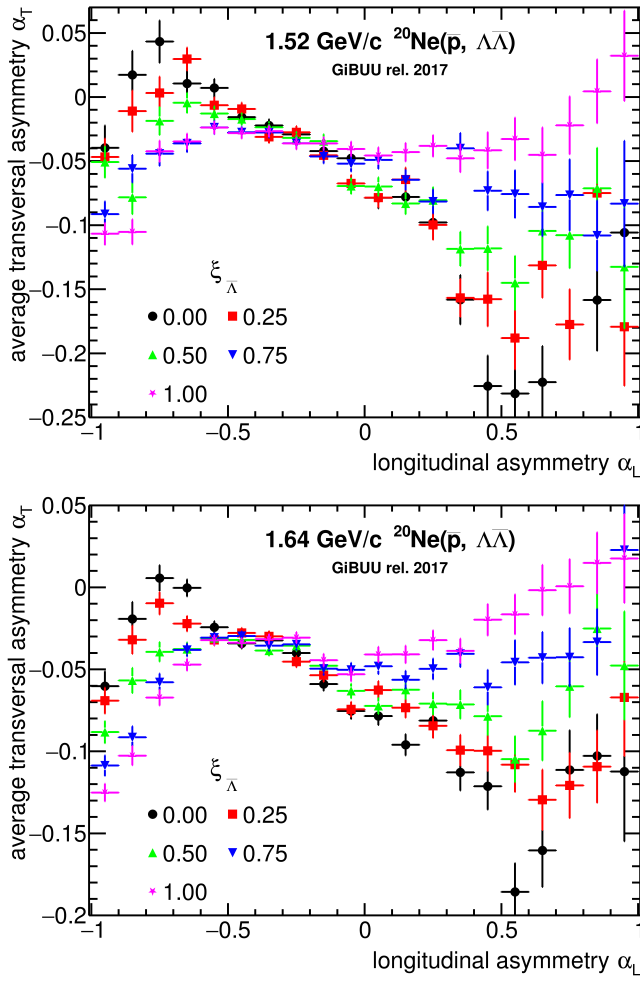 1.52 GeV/c ²⁰Ne(p̅, ΛΛ̅)
GiBUU rel. 2017
average transversal asymmetry α_T
0.05
0
−0.05
−0.1
−0.15
−0.2
−0.25
ξ_Λ̅
0.00 0.25
0.50 0.75
1.00
−1 −0.5 0 0.5 1
longitudinal asymmetry α_L
1.64 GeV/c ²⁰Ne(p̅, ΛΛ̅)
GiBUU rel. 2017
average transversal asymmetry α_T
0.05
0
−0.05
−0.1
−0.15
−0.2
ξ_Λ̅
0.00 0.25
0.50 0.75
1.00
−1 −0.5 0 0.5 1
longitudinal asymmetry α_L